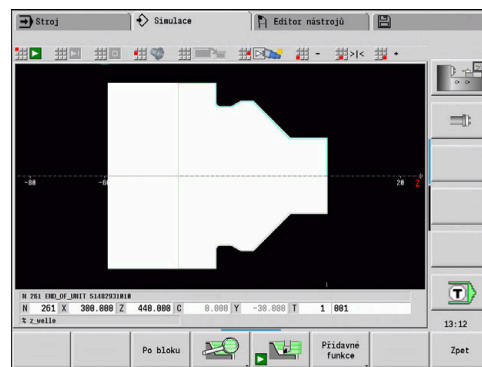 Stroj
Simulace
Editor nástrojů
- >|< +
-80
-60
20 Z
N 261 END_OF_UNIT S1482931010
N 261 X 300.000 Z 440.000 C 0.000 Y -30.000 T 1 001
% z_welle
T
13:12
Po bloku
Přídavné
funkce
Zpet